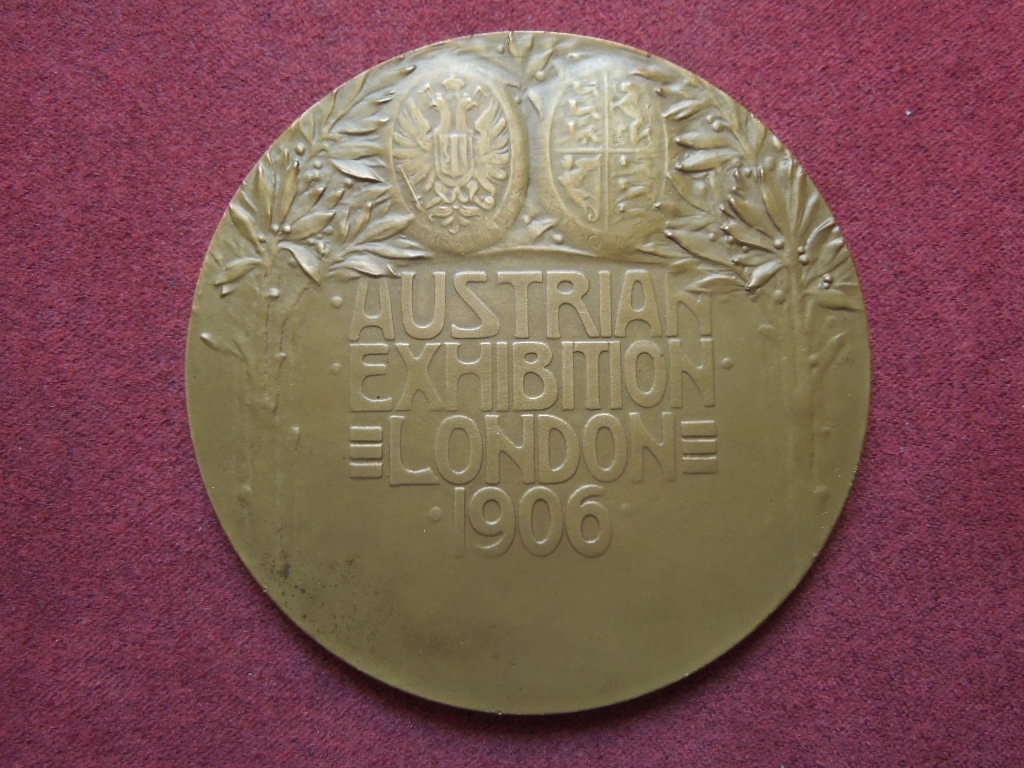 AUSTRIAN
EXHIBITION
LONDON
1906